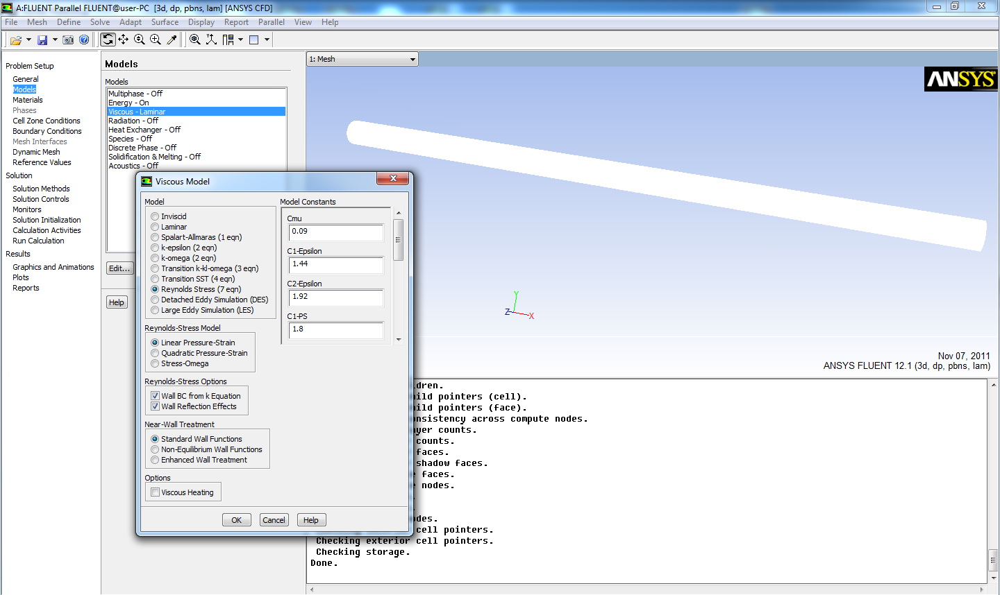 A:FLUENT Parallel FLUENT@user-PC [3d, dp, pbns, lam] [ANSYS CFD]
File Mesh Define Solve Adapt Surface Display Report Parallel View Help
Problem Setup
General
Models
Materials
Phases
Cell Zone Conditions
Boundary Conditions
Mesh Interfaces
Dynamic Mesh
Reference Values
Solution
Solution Methods
Solution Controls
Monitors
Solution Initialization
Calculation Activities
Run Calculation
Results
Graphics and Animations
Plots
Reports
Models
Models
Multiphase - Off
Energy - On
Viscous - Laminar
Radiation - Off
Heat Exchanger - Off
Species - Off
Discrete Phase - Off
Solidification & Melting - Off
Acoustics - Off
Edit...
Help
Viscous Model
Model
Inviscid
Laminar
Spalart-Allmaras (1 eqn)
k-epsilon (2 eqn)
k-omega (2 eqn)
Transition k-kl-omega (3 eqn)
Transition SST (4 eqn)
Reynolds Stress (7 eqn)
Detached Eddy Simulation (DES)
Large Eddy Simulation (LES)
Reynolds-Stress Model
Linear Pressure-Strain
Quadratic Pressure-Strain
Stress-Omega
Reynolds-Stress Options
Wall BC from k Equation
Wall Reflection Effects
Near-Wall Treatment
Standard Wall Functions
Non-Equilibrium Wall Functions
Enhanced Wall Treatment
Options
Viscous Heating
Model Constants
Cmu
0.09
C1-Epsilon
1.44
C2-Epsilon
1.92
C1-PS
1.8
OK Cancel Help
1: Mesh
ANSYS
Y
Z
X
Nov 07, 2011
ANSYS FLUENT 12.1 (3d, dp, pbns, lam)
ldren.
ild pointers (cell).
ild pointers (face).
nsistency across compute nodes.
yer counts.
counts.
faces.
shadow faces.
faces.
nodes.
des.
cell pointers.
Checking exterior cell pointers.
Checking storage.
Done.